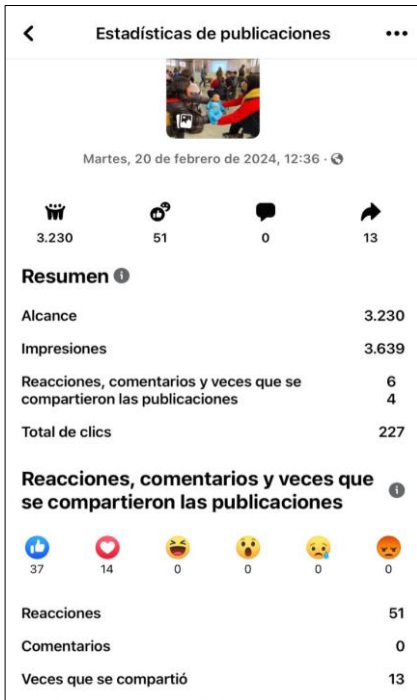 Estadísticas de publicaciones
Martes, 20 de febrero de 2024, 12:36 ·
3.230 51 0 13
Resumen
Alcance 3.230
Impresiones 3.639
Reacciones, comentarios y veces que se 6
compartieron las publicaciones 4
Total de clics 227
Reacciones, comentarios y veces que
se compartieron las publicaciones
37 14 0 0 0 0
Reacciones 51
Comentarios 0
Veces que se compartió 13